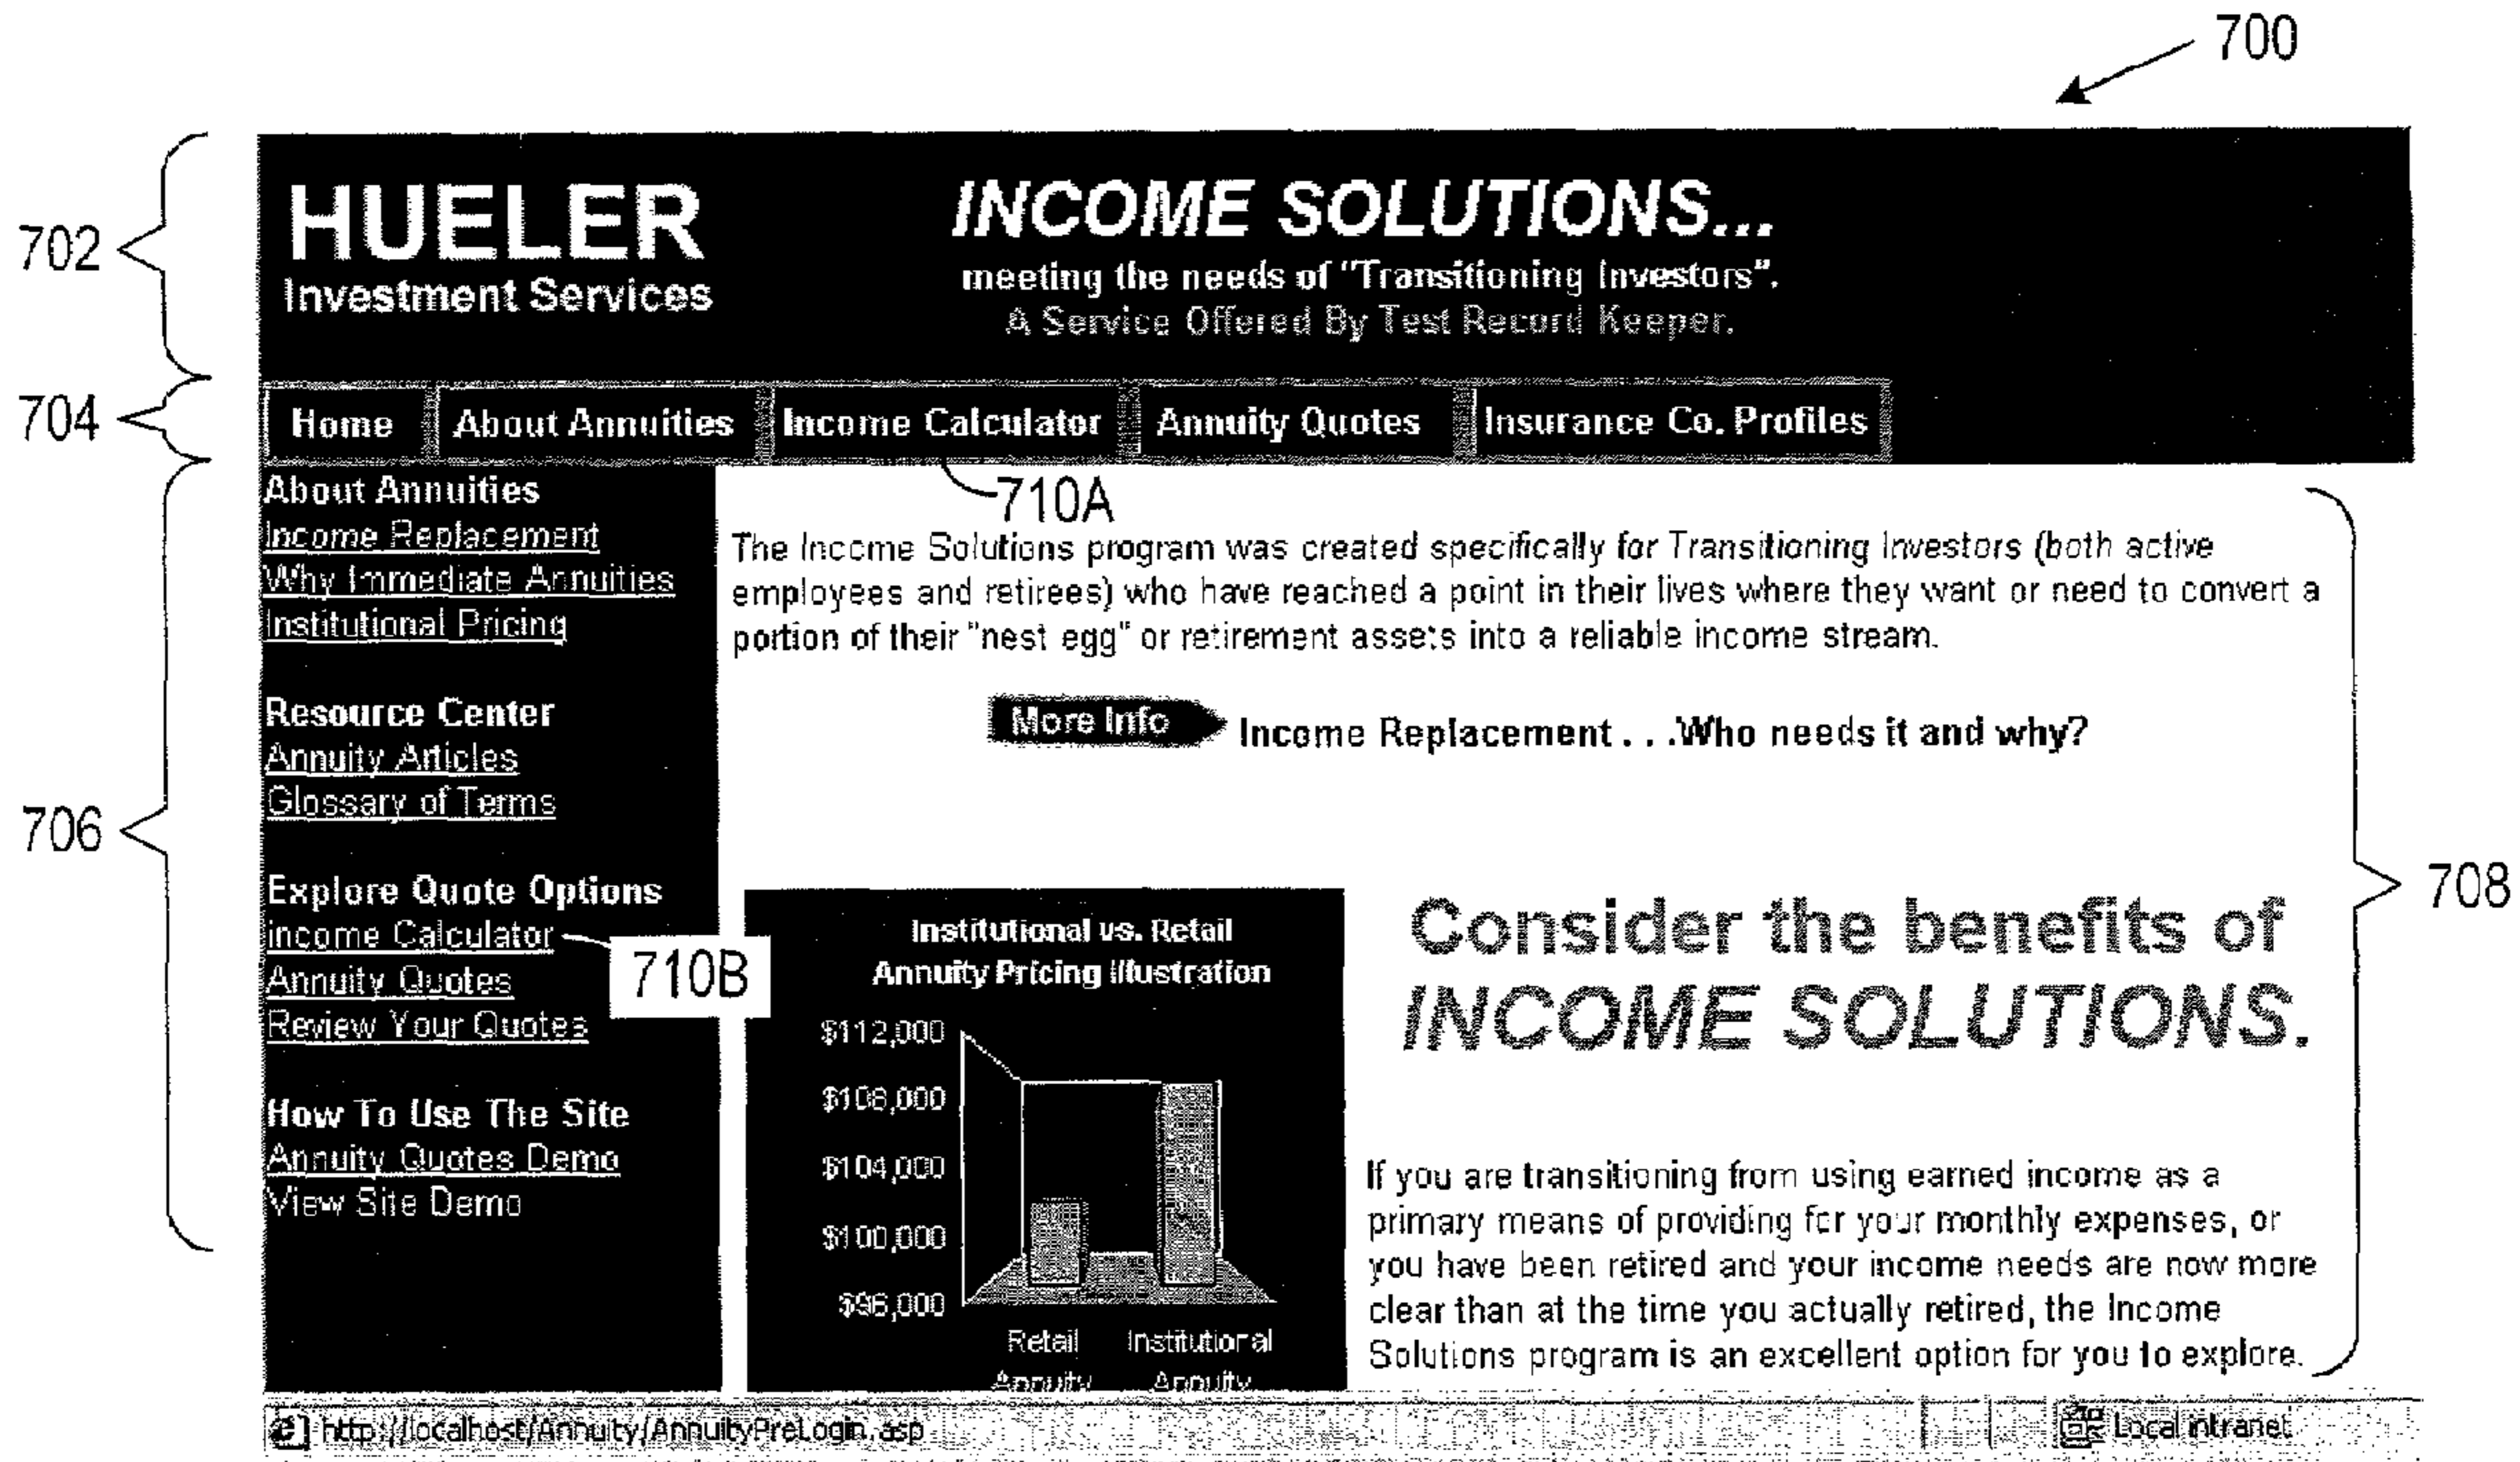 700
702
HUELER
Investment Services
INCOME SOLUTIONS...
meeting the needs of "Transitioning Investors".
A Service Offered By Test Record Keeper.
704
Home About Annuities Income Calculator Annuity Quotes Insurance Co. Profiles
710A
706
About Annuities
Income Replacement
Why Immediate Annuities
Institutional Pricing
Resource Center
Annuity Articles
Glossary of Terms
Explore Quote Options
income Calculator
710B
Annuity Quotes
Review Your Quotes
How To Use The Site
Annuity Quotes Demo
View Site Demo
The Income Solutions program was created specifically for Transitioning Investors (both active
employees and retirees) who have reached a point in their lives where they want or need to convert a
portion of their "nest egg" or retirement assets into a reliable income stream.
More Info Income Replacement . . .Who needs it and why?
708
Institutional vs. Retail
Annuity Pricing Illustration
$112,000
$108,000
$104,000
$100,000
$96,000
Retail Institutional
Annuity Annuity
Consider the benefits of
INCOME SOLUTIONS.
If you are transitioning from using earned income as a
primary means of providing for your monthly expenses, or
you have been retired and your income needs are now more
clear than at the time you actually retired, the Income
Solutions program is an excellent option for you to explore.
http://localhost/Annuity/AnnuityPreLogin.asp
Local intranet